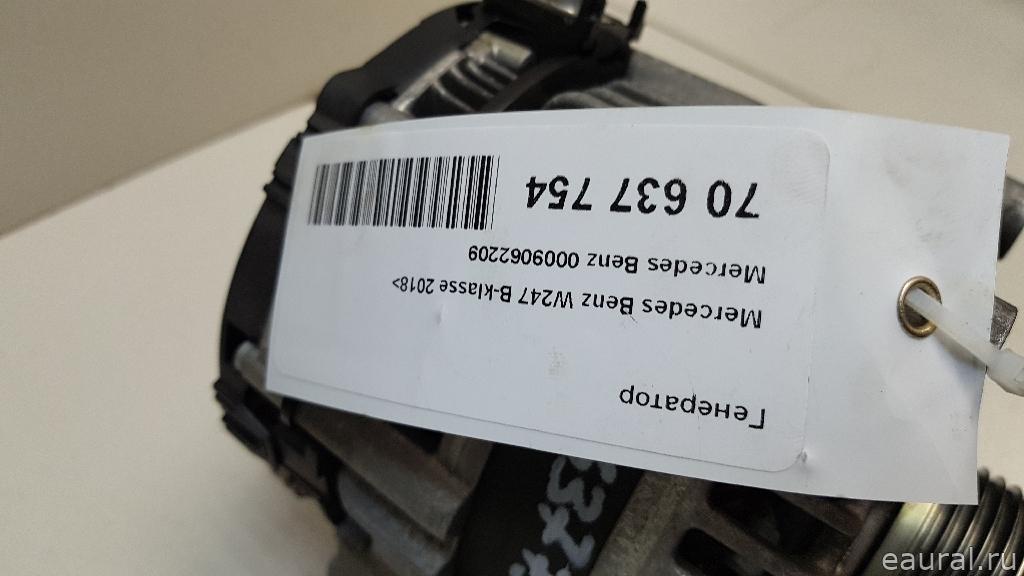 Генератор
Mercedes Benz W247 B-klasse 2018>
Mercedes Benz 0009062209
70 637 754
eaural.ru